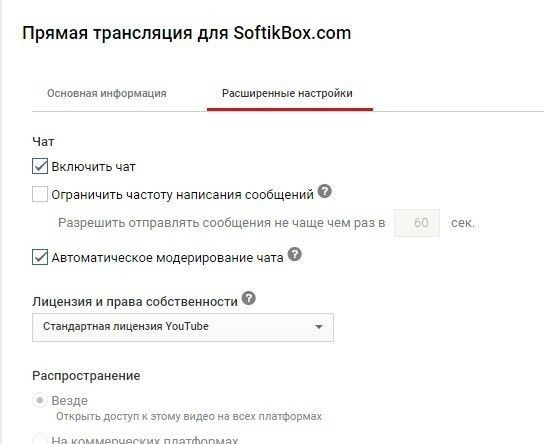 Прямая трансляция для SoftikBox.com
Основная информация
Расширенные настройки
Чат
Включить чат
Ограничить частоту написания сообщений ?
Разрешить отправлять сообщения не чаще чем раз в 60 сек.
Автоматическое модерирование чата ?
Лицензия и права собственности ?
Стандартная лицензия YouTube
Распространение
Везде
Открыть доступ к этому видео на всех платформах
На коммерческих платформах